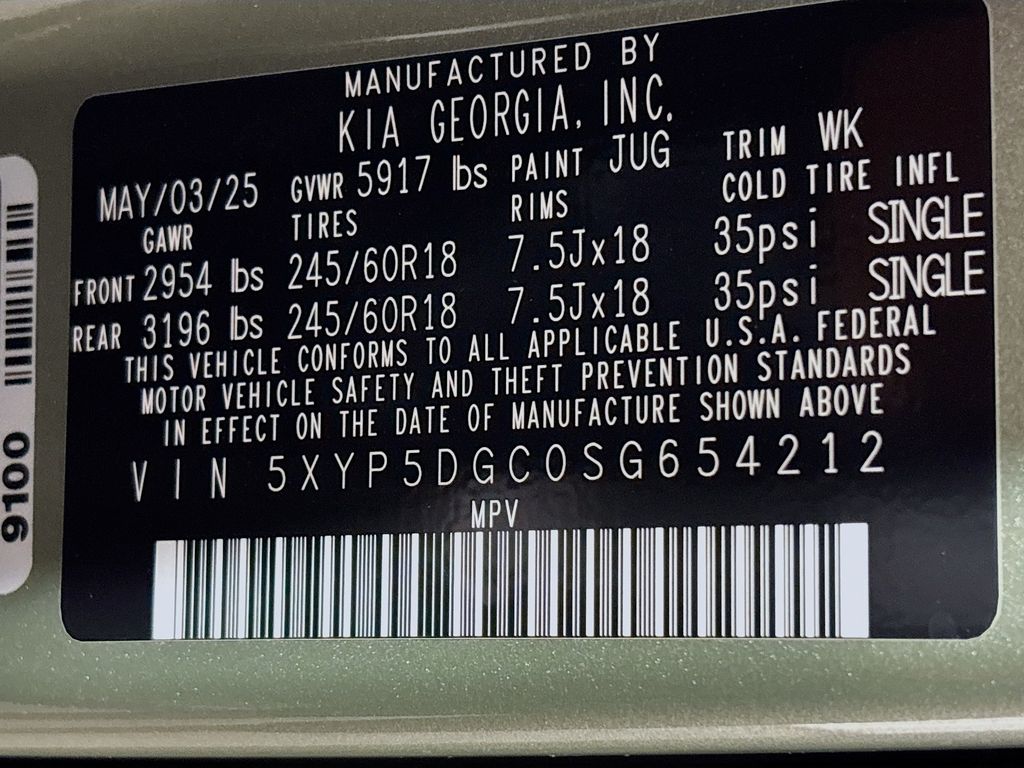 MANUFACTURED BY
KIA GEORGIA, INC.
MAY/03/25 GVWR 5917 lbs PAINT JUG TRIM WK
GAWR TIRES RIMS COLD TIRE INFL
FRONT 2954 lbs 245/60R18 7.5Jx18 35psi SINGLE
REAR 3196 lbs 245/60R18 7.5Jx18 35psi SINGLE
THIS VEHICLE CONFORMS TO ALL APPLICABLE U.S.A. FEDERAL
MOTOR VEHICLE SAFETY AND THEFT PREVENTION STANDARDS
IN EFFECT ON THE DATE OF MANUFACTURE SHOWN ABOVE
VIN 5XYP5DGC0SG654212
MPV
9100